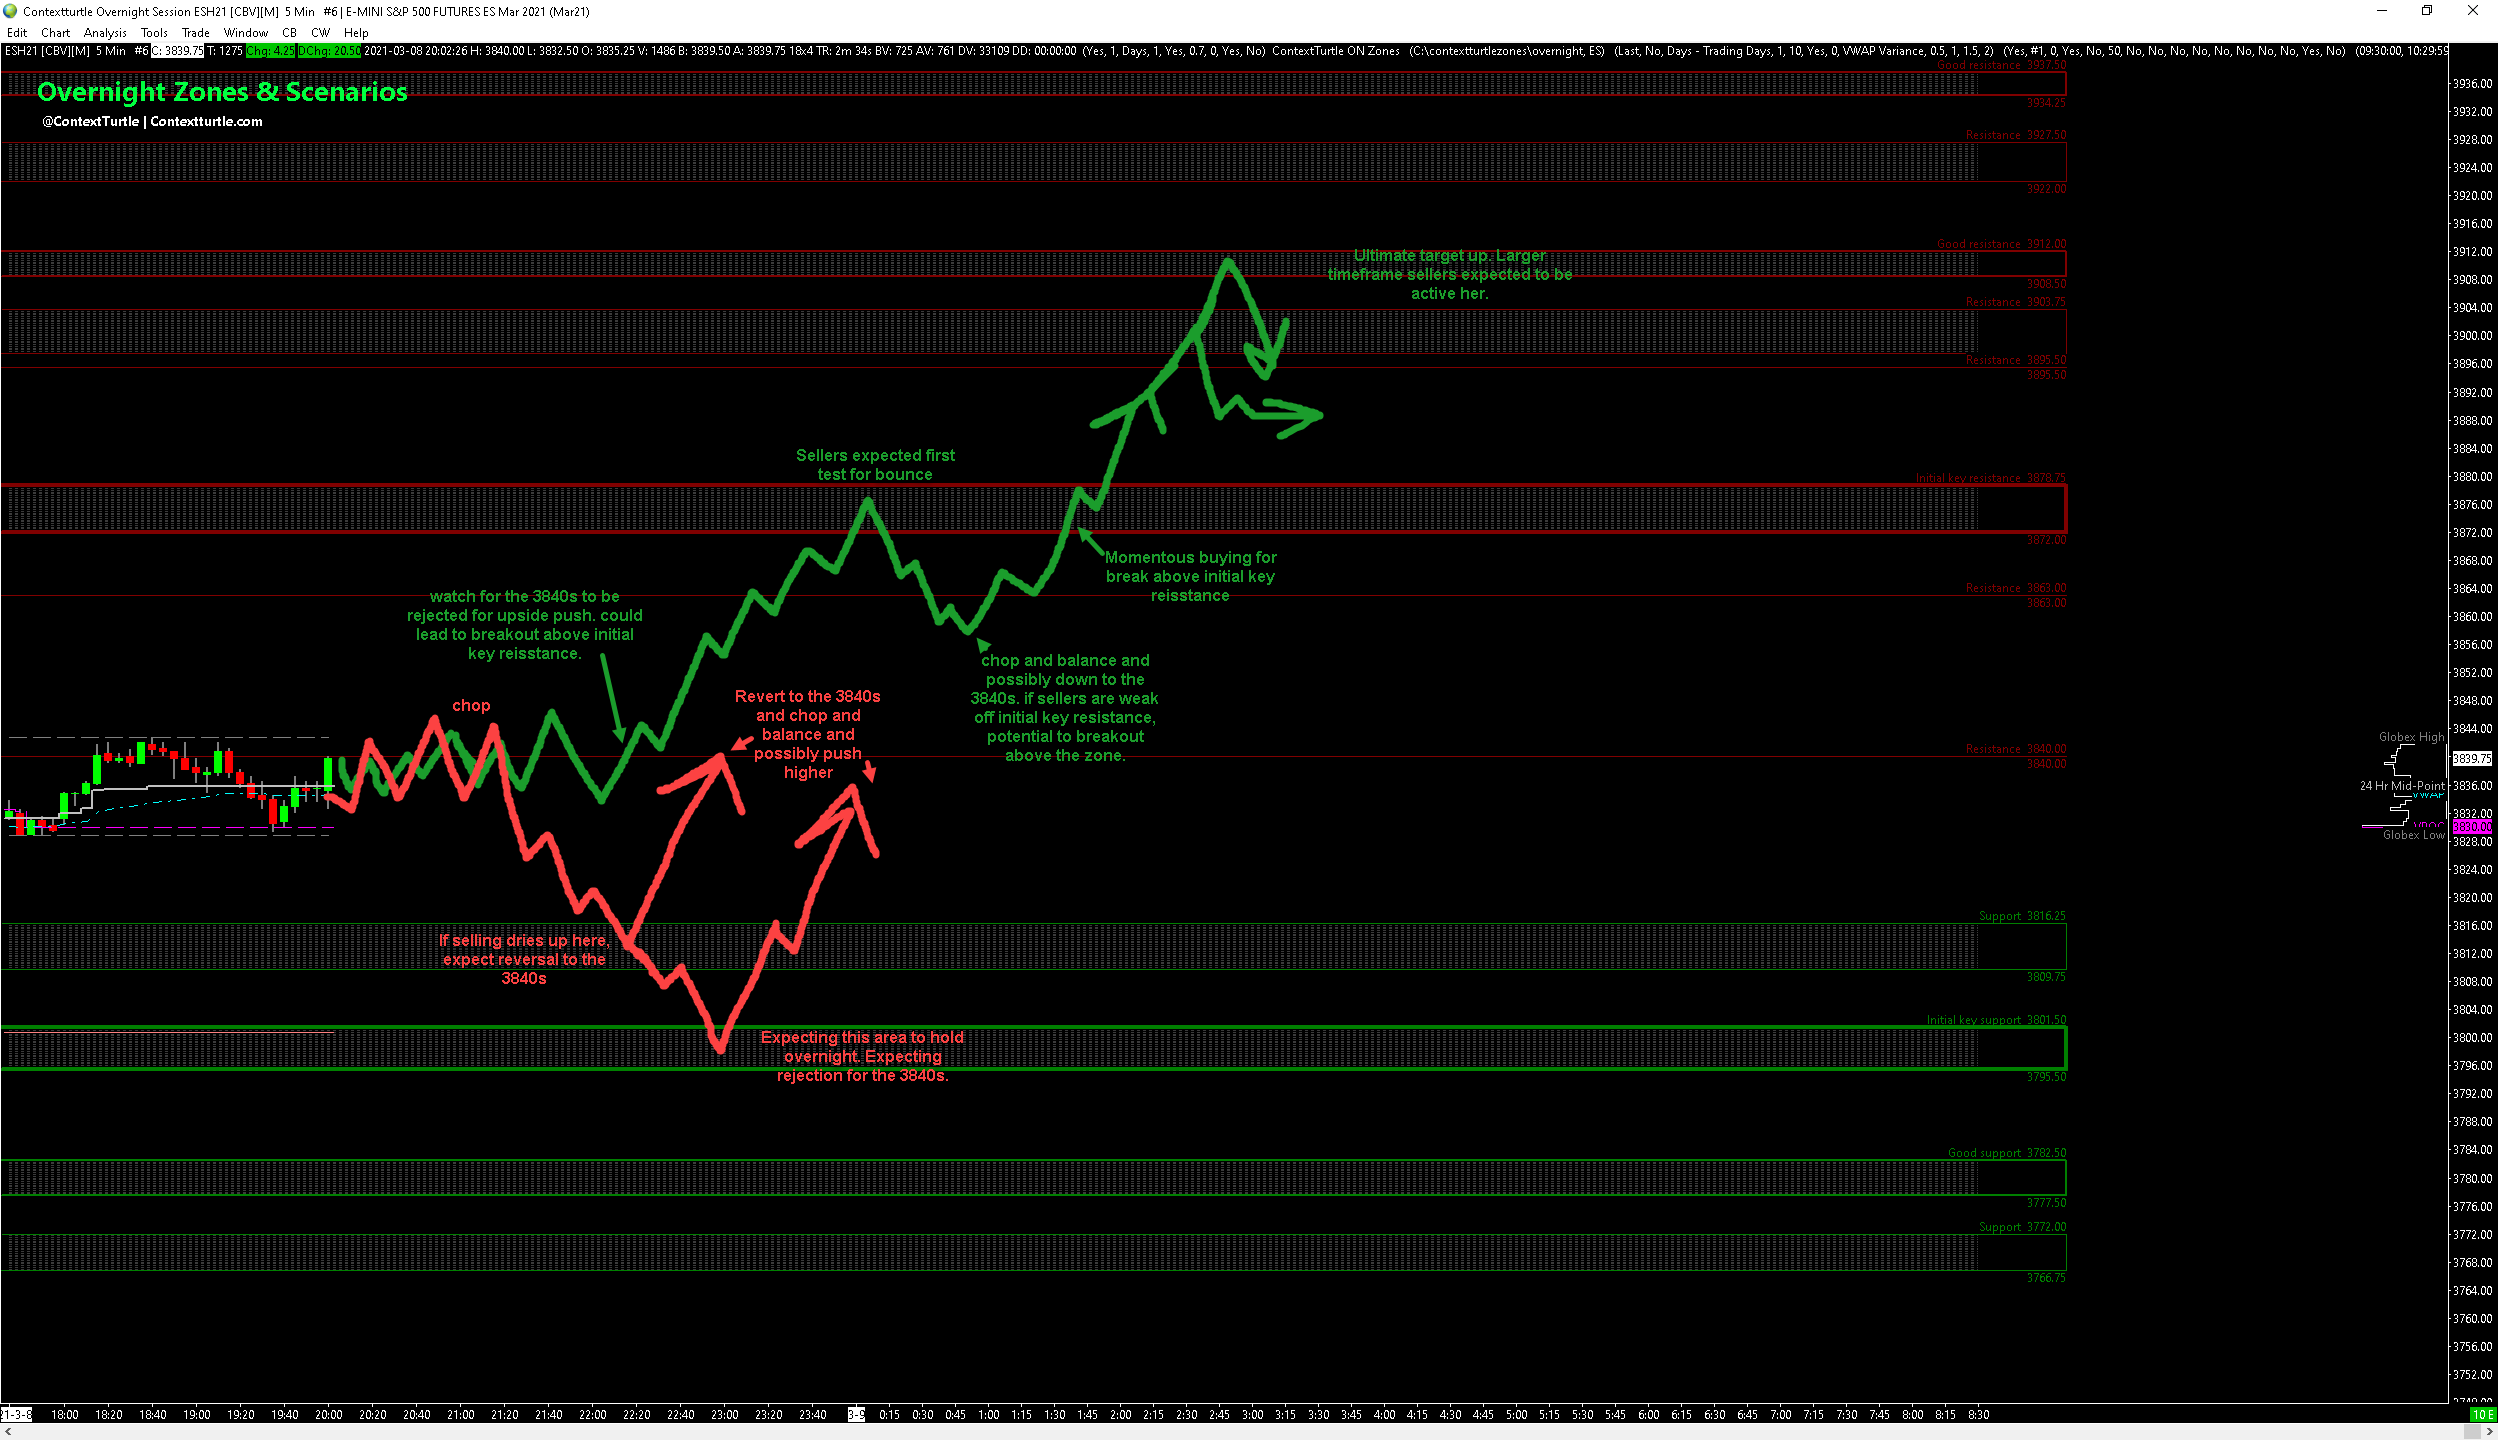 Contextturtle Overnight Session ESH21 [CBV][M] 5 Min #6 | E-MINI S&P 500 FUTURES ES Mar 2021 (Mar21)
Edit Chart Analysis Tools Trade Window CB CW Help
ESH21 [CBV][M] 5 Min #6 C: 3839.75 T: 1275 Chg: 4.25 DChg: 20.50 2021-03-08 20:02:26 H: 3840.00 L: 3832.50 O: 3835.25 V: 1486 B: 3839.50 A: 3839.75 18x4 TR: 2m 34s BV: 725 AV: 761 DV: 33109 DD: 00:00:00 (Yes, 1, Days, 1, Yes, 0.7, 0, Yes, No) ContextTurtle ON Zones (C:\contextturtlezones\overnight, ES) (Last, No, Days - Trading Days, 1, 10, Yes, 0, VWAP Variance, 0.5, 1, 1.5, 2) (Yes, #1, 0, Yes, No, 50, No, No, No, No, No, No, No, No, No, Yes, No) (09:30:00, 10:29:59
Overnight Zones & Scenarios
@ContextTurtle | Contextturtle.com
Good resistance 3937.50
3934.25
Resistance 3927.50
3922.00
Good resistance 3912.00
3908.50
Resistance 3903.75
Resistance 3895.50
3895.50
Ultimate target up. Larger
timeframe sellers expected to be
active her.
Sellers expected first
test for bounce
Initial key resistance 3878.75
3872.00
Momentous buying for
break above initial key
reisstance
Resistance 3863.00
3863.00
watch for the 3840s to be
rejected for upside push. could
lead to breakout above initial
key reisstance.
chop and balance and
possibly down to the
3840s. if sellers are weak
off initial key resistance,
potential to breakout
above the zone.
chop
Revert to the 3840s
and chop and
balance and
possibly push
higher
Resistance 3840.00
3840.00
Globex High
24 Hr Mid-Point
VWAP
VPOC
Globex Low
If selling dries up here,
expect reversal to the
3840s
Support 3816.25
3809.75
Expecting this area to hold
overnight. Expecting
rejection for the 3840s.
Initial key support 3801.50
3795.50
Good support 3782.50
3777.50
Support 3772.00
3766.75
3936.00
3932.00
3928.00
3924.00
3920.00
3916.00
3912.00
3908.00
3904.00
3900.00
3896.00
3892.00
3888.00
3884.00
3880.00
3876.00
3872.00
3868.00
3864.00
3860.00
3856.00
3852.00
3848.00
3844.00
3839.75
3836.00
3832.00
3830.00
3828.00
3824.00
3820.00
3816.00
3812.00
3808.00
3804.00
3800.00
3796.00
3792.00
3788.00
3784.00
3780.00
3776.00
3772.00
3768.00
3764.00
3760.00
3756.00
3752.00
21-3-8 18:00 18:20 18:40 19:00 19:20 19:40 20:00 20:20 20:40 21:00 21:20 21:40 22:00 22:20 22:40 23:00 23:20 23:40 3-9 0:15 0:30 0:45 1:00 1:15 1:30 1:45 2:00 2:15 2:30 2:45 3:00 3:15 3:30 3:45 4:00 4:15 4:30 4:45 5:00 5:15 5:30 5:45 6:00 6:15 6:30 6:45 7:00 7:15 7:30 7:45 8:00 8:15 8:30
10 E